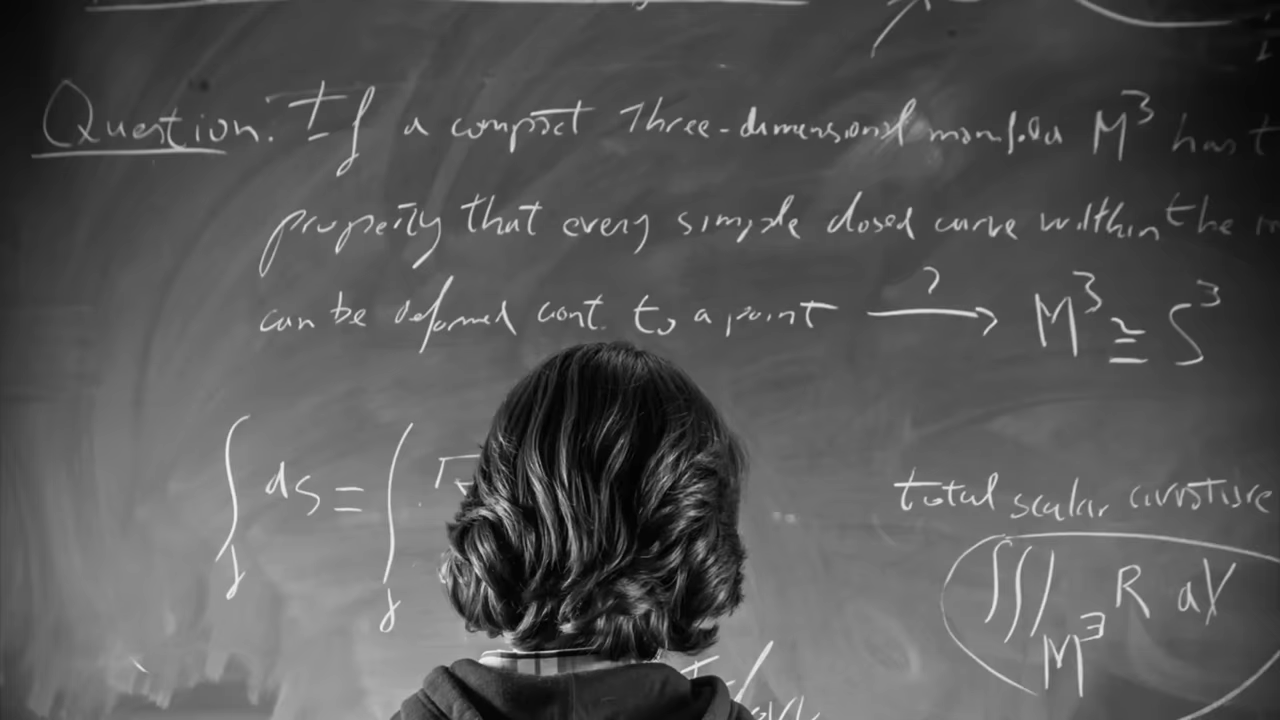 Question: If a compact three-dimensional manifold M³ has t
property that every simple closed curve within the m
can be deformed cont. to a point ⟶? M³ ≅ S³
∫γ ds = ∫γ
total scalar curvature
∭M³ R dV